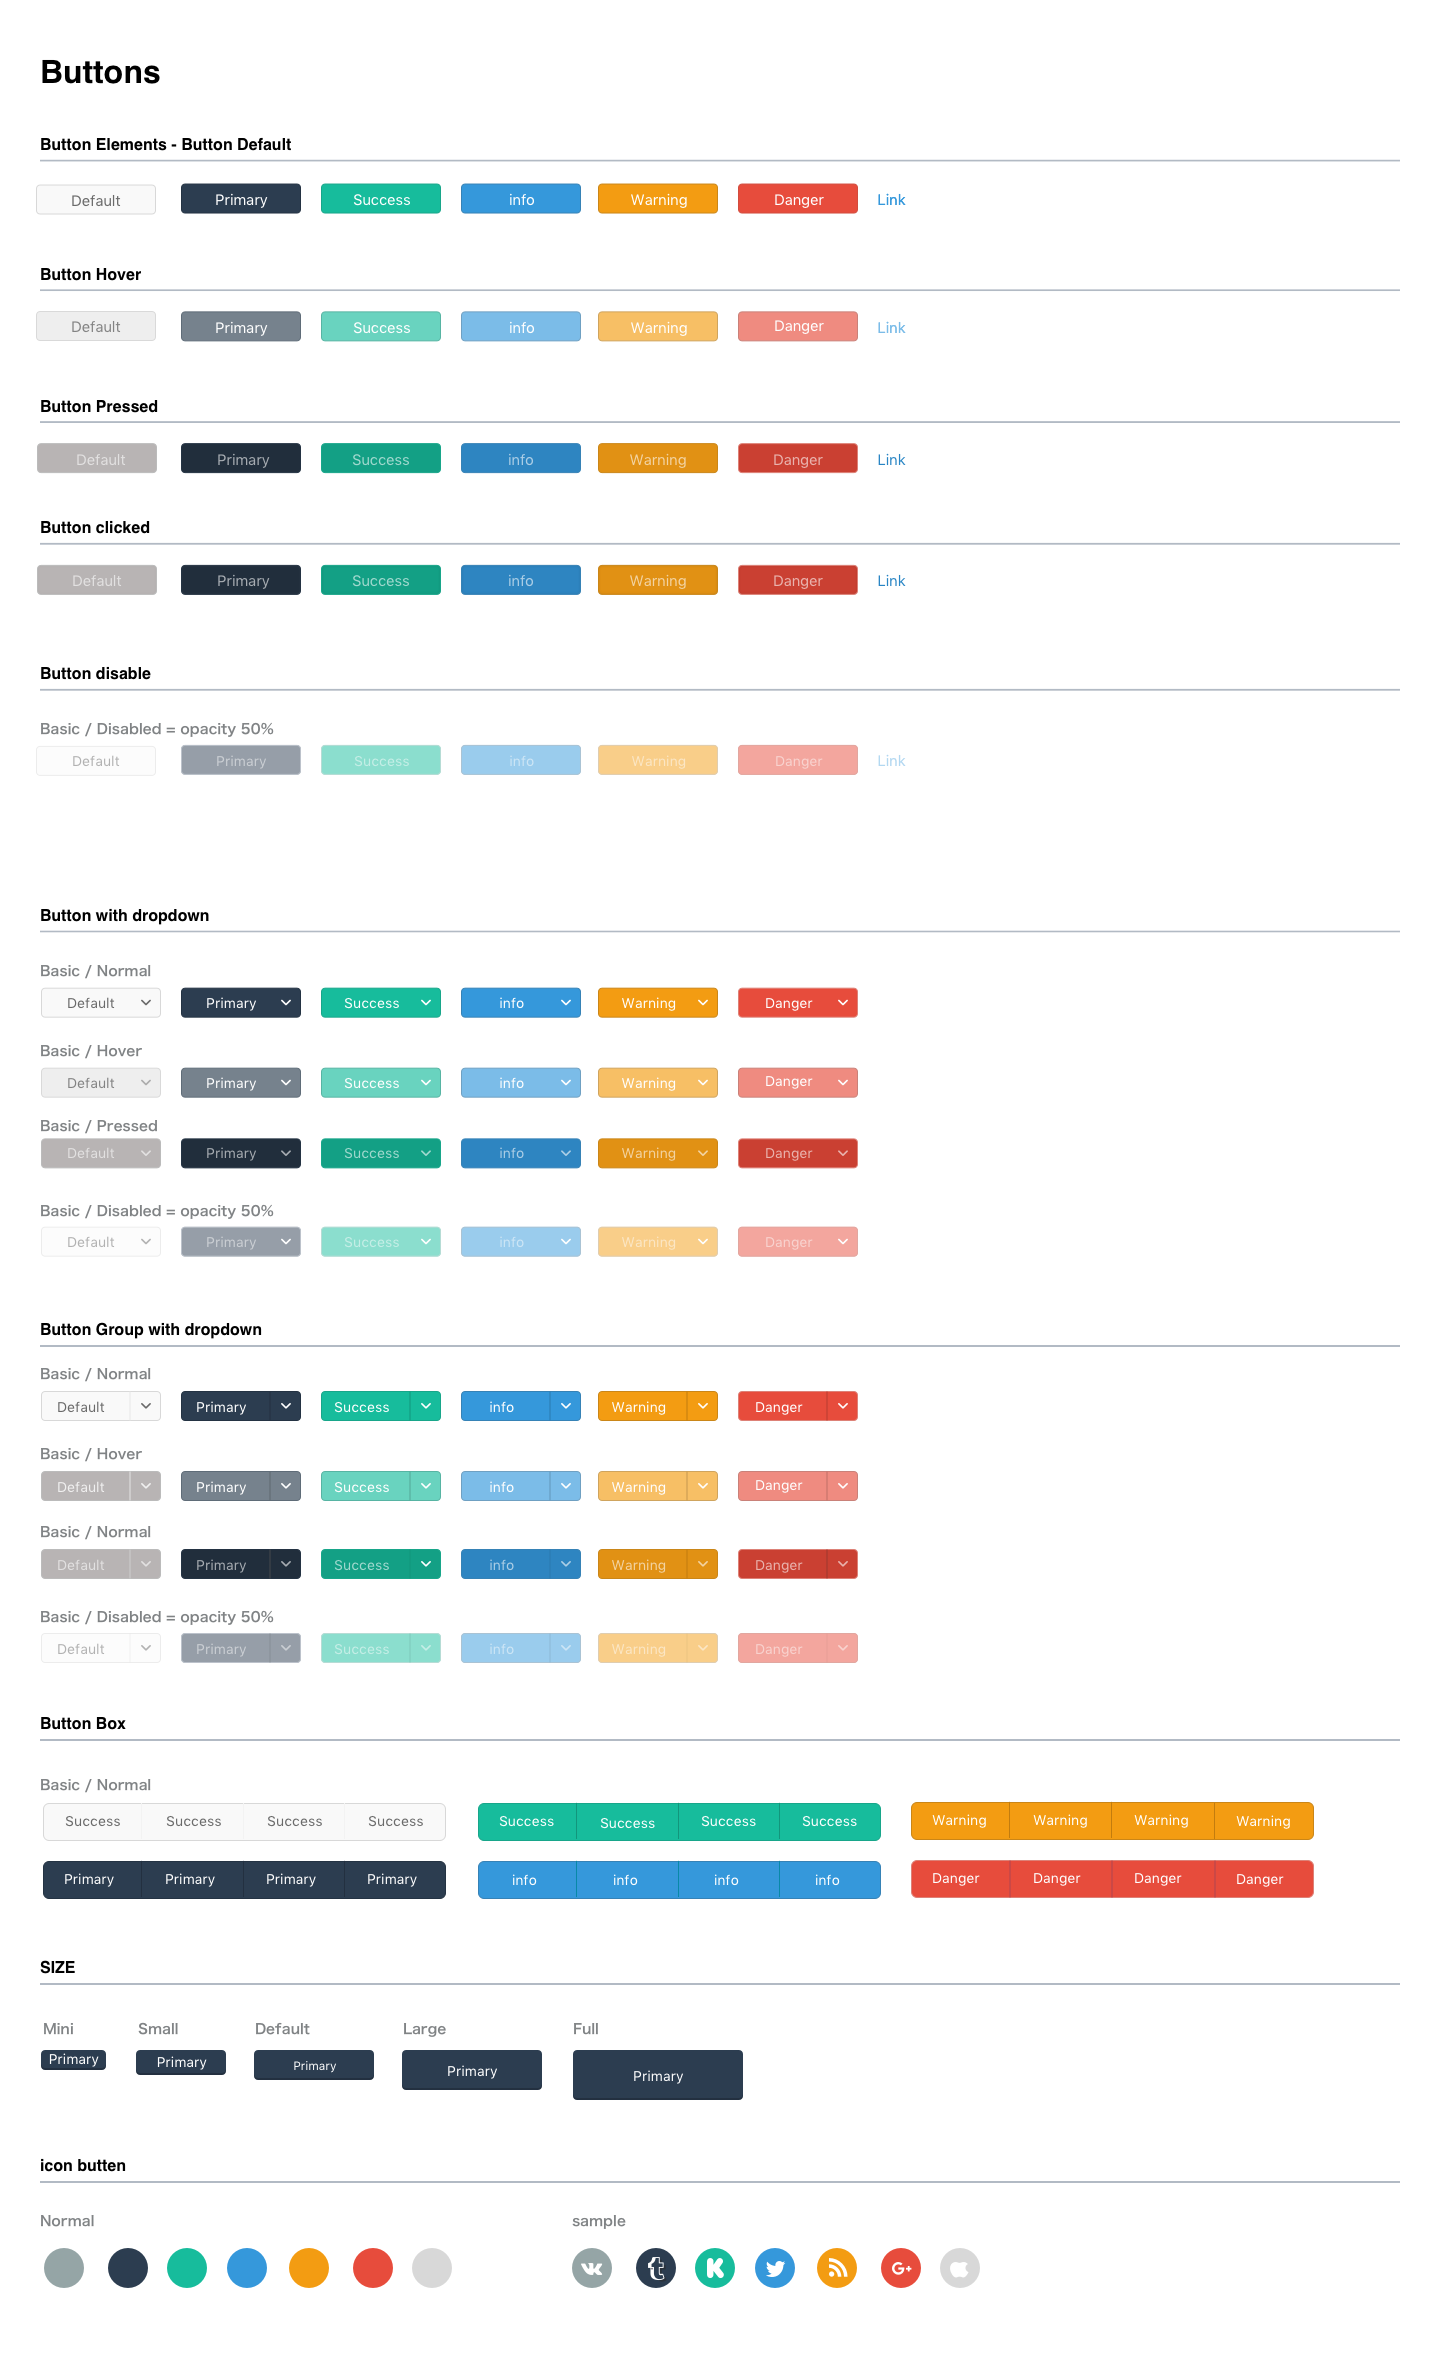 Buttons
Button Elements - Button Default
Default Primary Success info Warning Danger Link
Button Hover
Default Primary Success info Warning Danger Link
Button Pressed
Default Primary Success info Warning Danger Link
Button clicked
Default Primary Success info Warning Danger Link
Button disable
Basic / Disabled = opacity 50%
Default Primary Success info Warning Danger Link
Button with dropdown
Basic / Normal
Default Primary Success info Warning Danger
Basic / Hover
Default Primary Success info Warning Danger
Basic / Pressed
Default Primary Success info Warning Danger
Basic / Disabled = opacity 50%
Default Primary Success info Warning Danger
Button Group with dropdown
Basic / Normal
Default Primary Success info Warning Danger
Basic / Hover
Default Primary Success info Warning Danger
Basic / Normal
Default Primary Success info Warning Danger
Basic / Disabled = opacity 50%
Default Primary Success info Warning Danger
Button Box
Basic / Normal
Success Success Success Success Success Success Success Success Warning Warning Warning Warning
Primary Primary Primary Primary info info info info Danger Danger Danger Danger
SIZE
Mini Small Default Large Full
Primary Primary Primary Primary Primary
icon butten
Normal sample